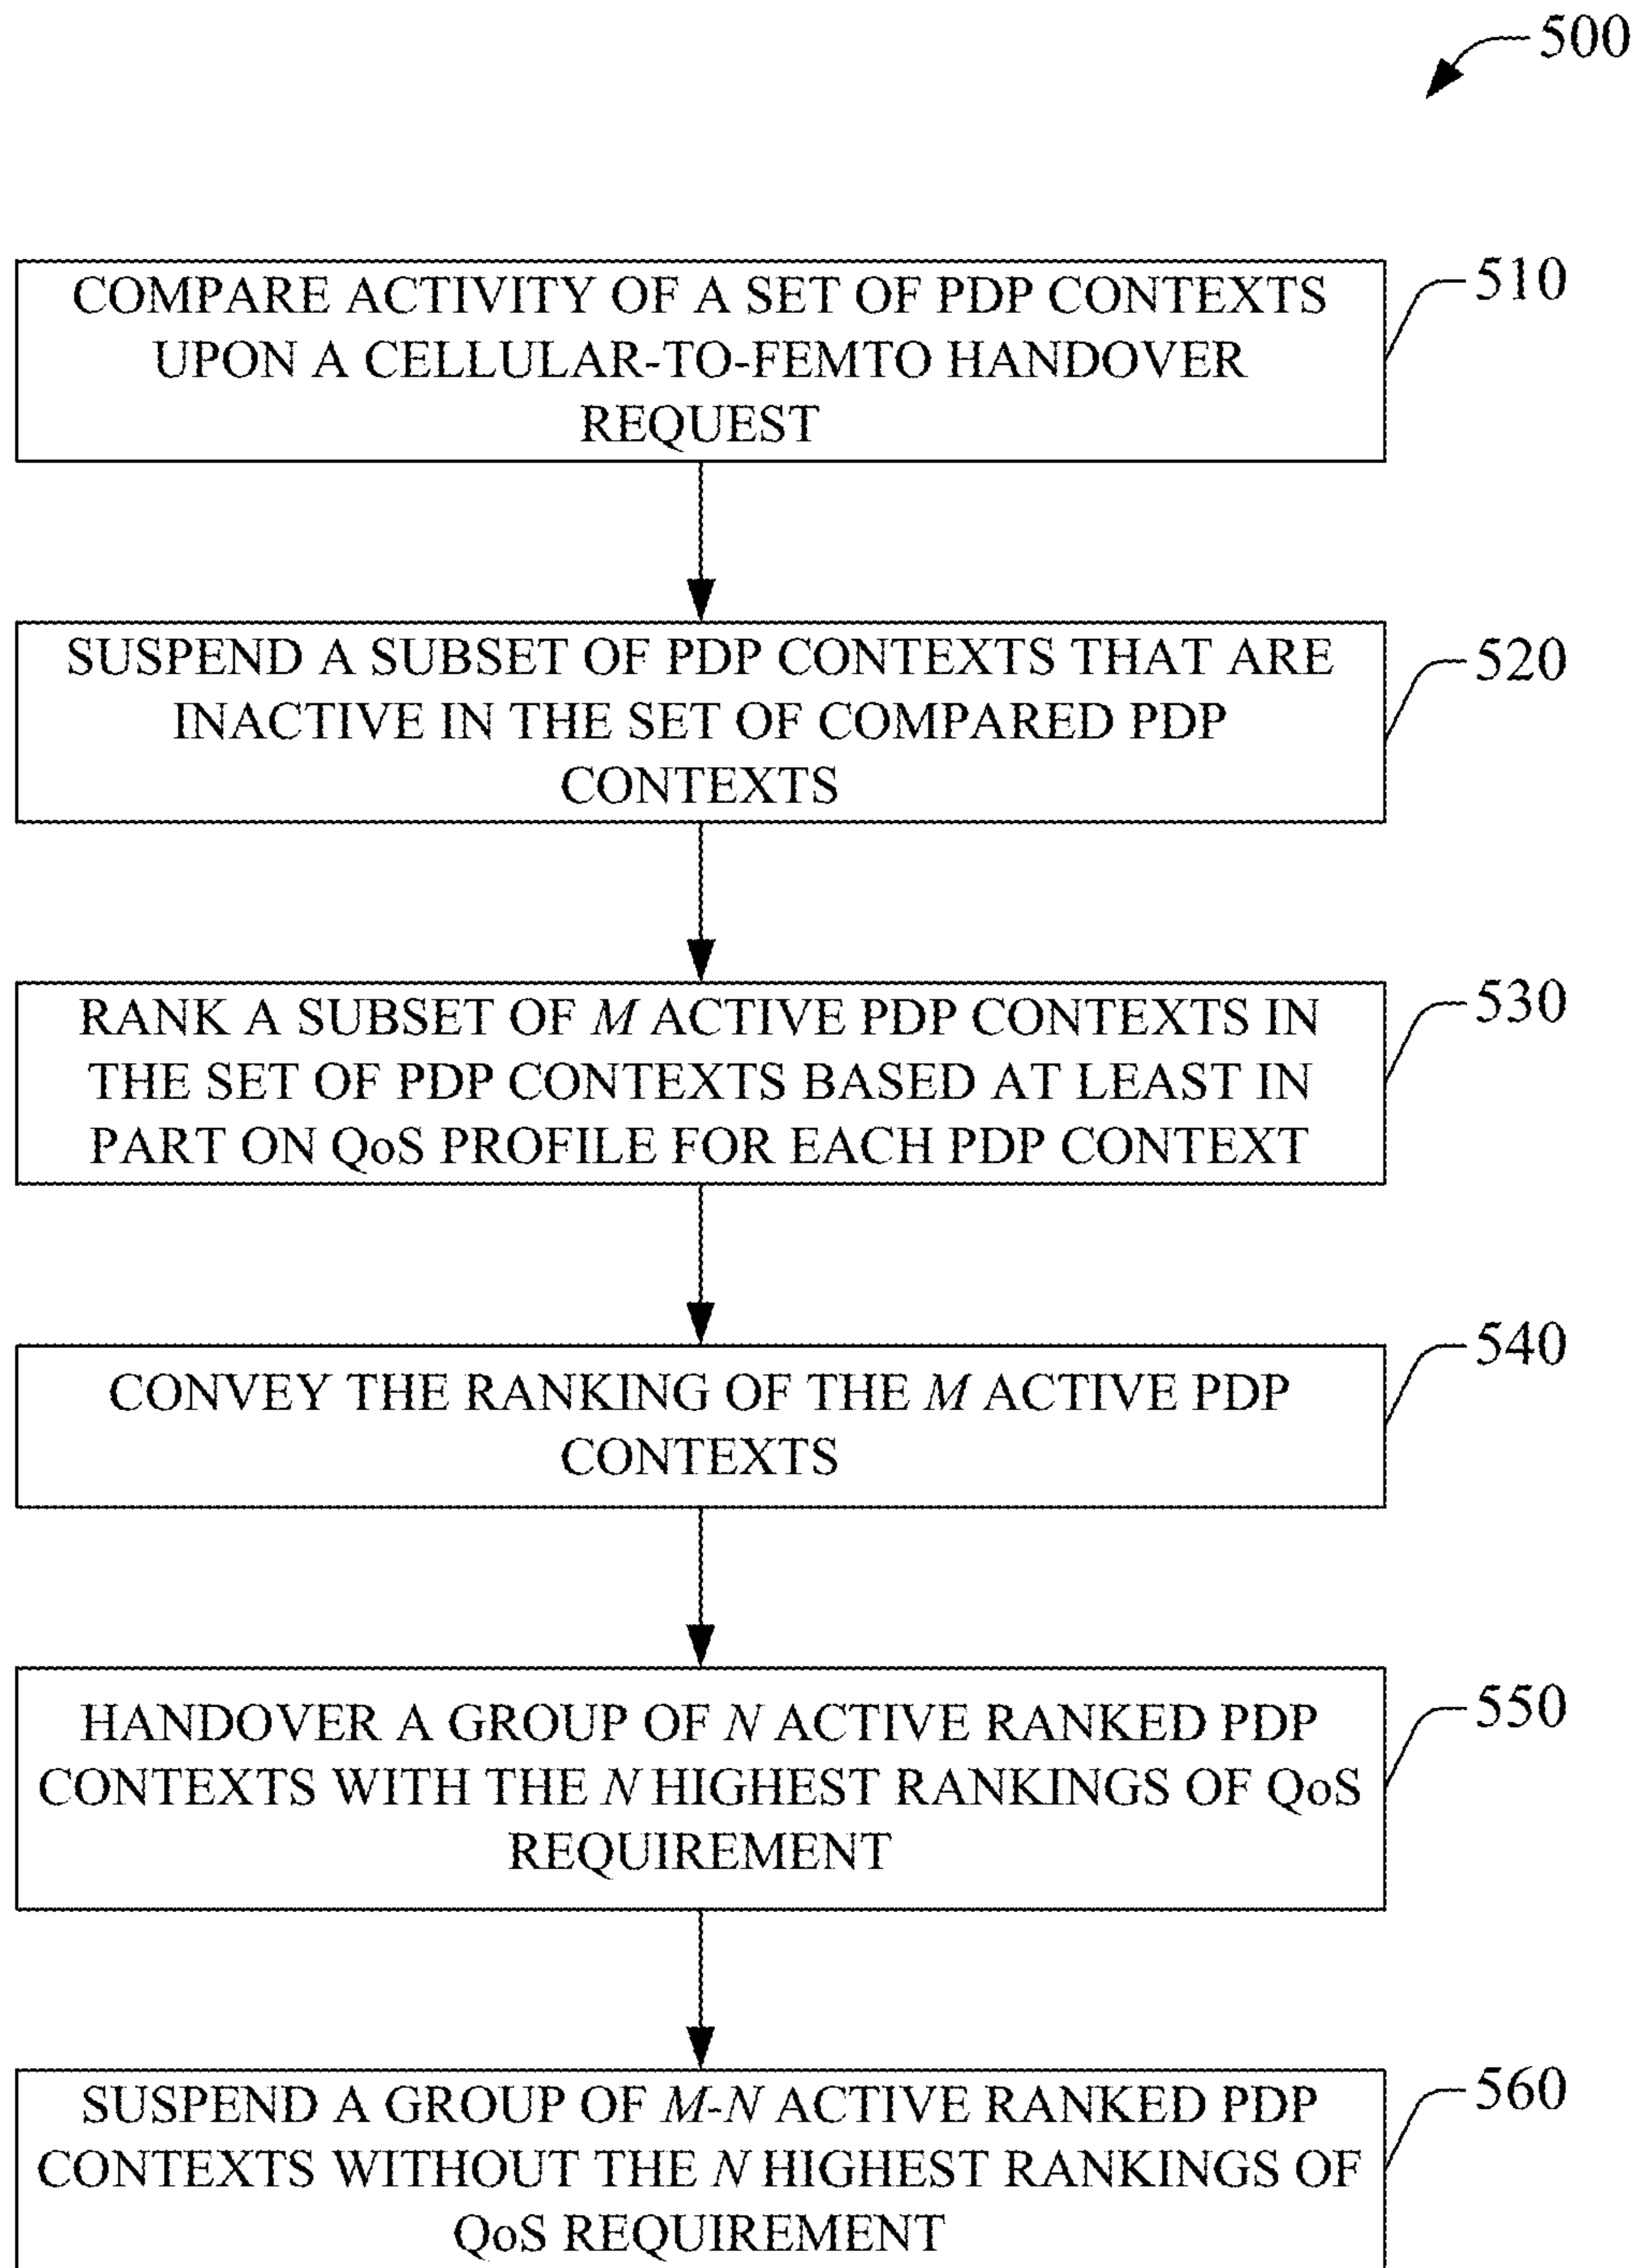 500
COMPARE ACTIVITY OF A SET OF PDP CONTEXTS
UPON A CELLULAR-TO-FEMTO HANDOVER
REQUEST
510
SUSPEND A SUBSET OF PDP CONTEXTS THAT ARE
INACTIVE IN THE SET OF COMPARED PDP
CONTEXTS
520
RANK A SUBSET OF M ACTIVE PDP CONTEXTS IN
THE SET OF PDP CONTEXTS BASED AT LEAST IN
PART ON QoS PROFILE FOR EACH PDP CONTEXT
530
CONVEY THE RANKING OF THE M ACTIVE PDP
CONTEXTS
540
HANDOVER A GROUP OF N ACTIVE RANKED PDP
CONTEXTS WITH THE N HIGHEST RANKINGS OF QoS
REQUIREMENT
550
SUSPEND A GROUP OF M-N ACTIVE RANKED PDP
CONTEXTS WITHOUT THE N HIGHEST RANKINGS OF
QoS REQUIREMENT
560